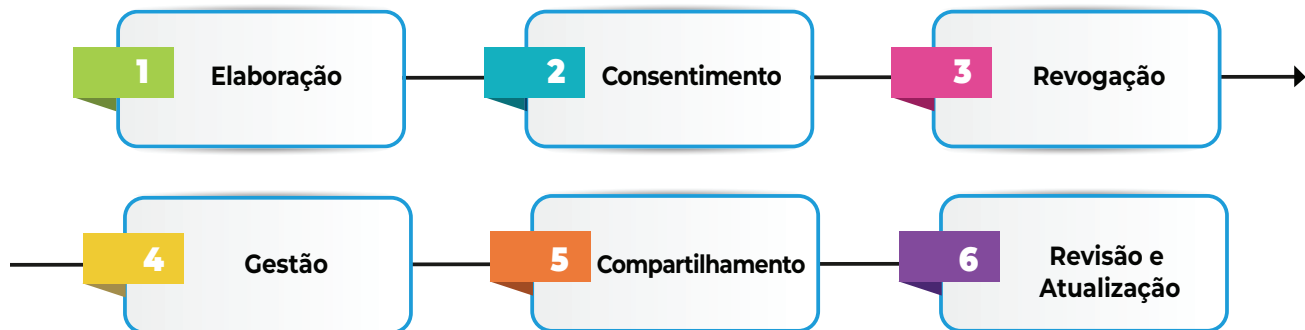 1 Elaboração
2 Consentimento
3 Revogação
4 Gestão
5 Compartilhamento
6 Revisão e
Atualização